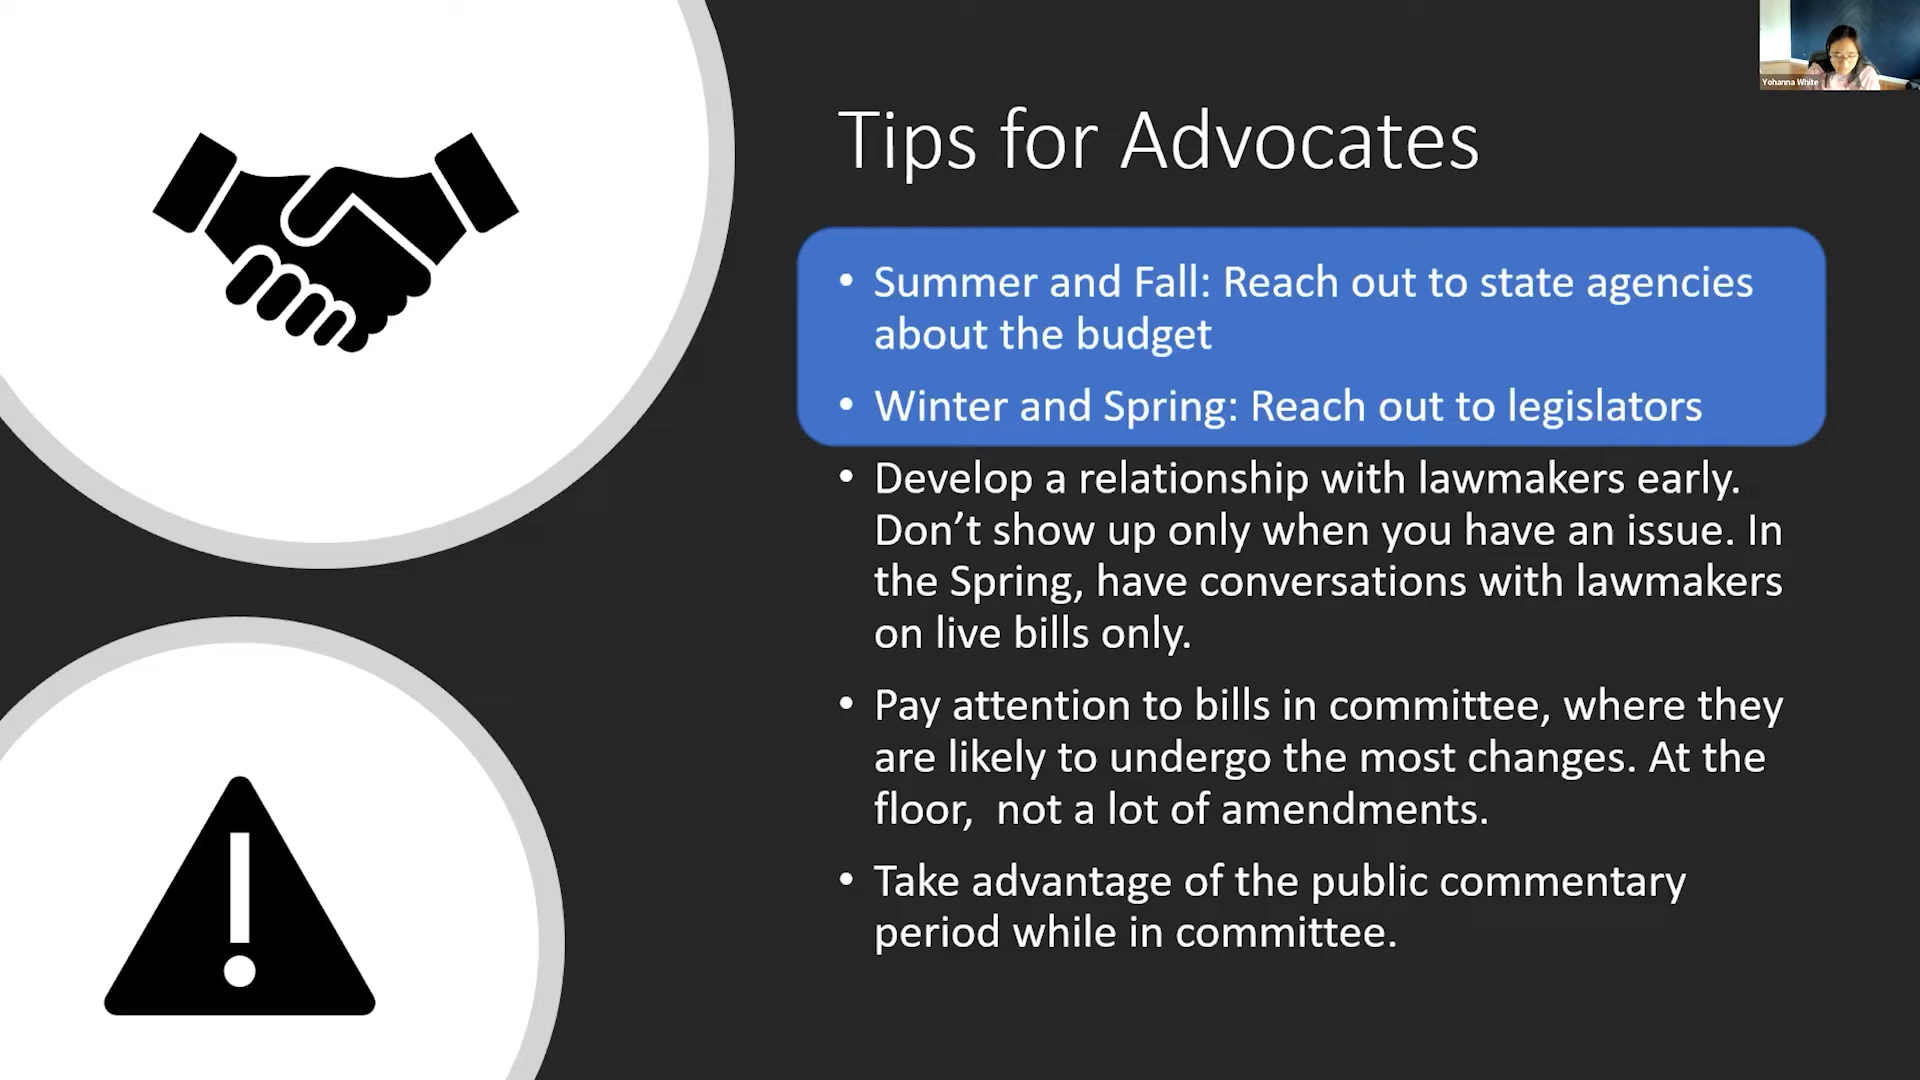 Yohanna White
Tips for Advocates
• Summer and Fall: Reach out to state agencies
about the budget
• Winter and Spring: Reach out to legislators
• Develop a relationship with lawmakers early.
Don’t show up only when you have an issue. In
the Spring, have conversations with lawmakers
on live bills only.
• Pay attention to bills in committee, where they
are likely to undergo the most changes. At the
floor,  not a lot of amendments.
• Take advantage of the public commentary
period while in committee.